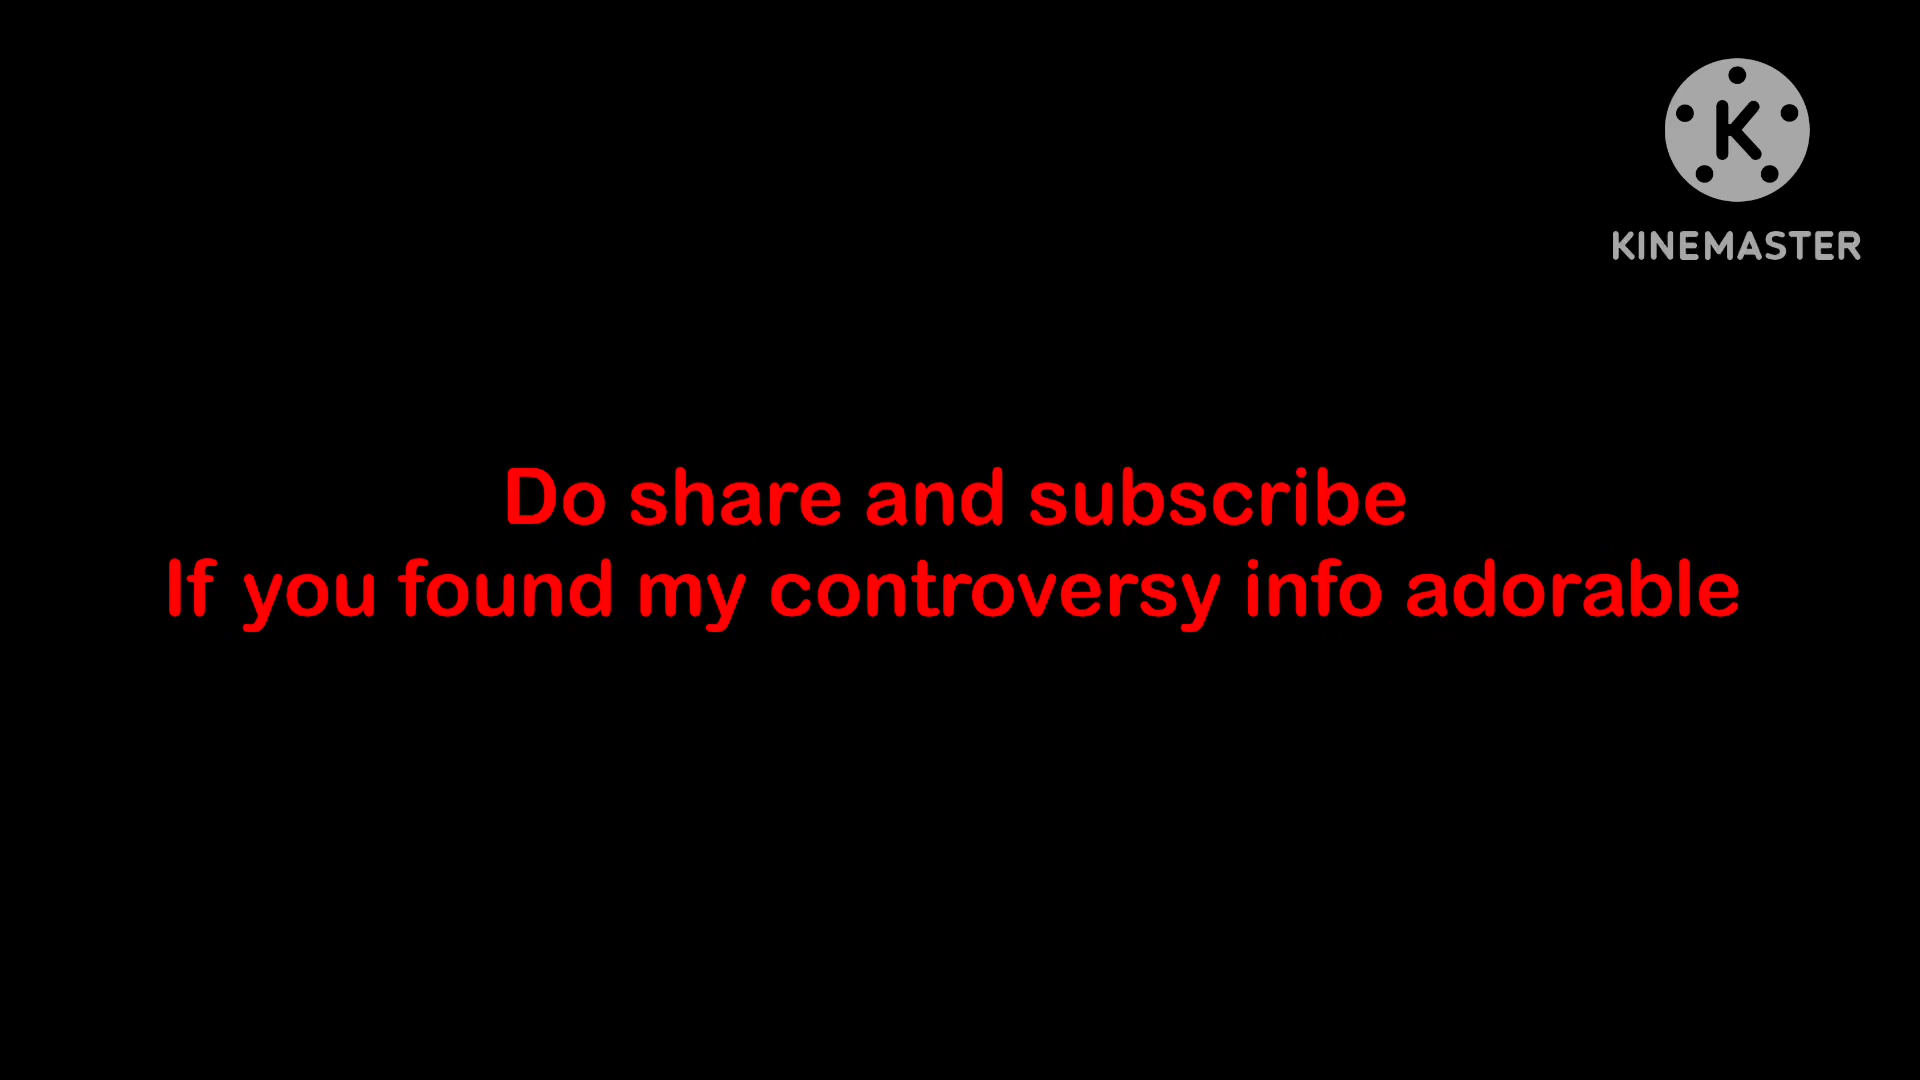 K
KINEMASTER
Do share and subscribe
If you found my controversy info adorable